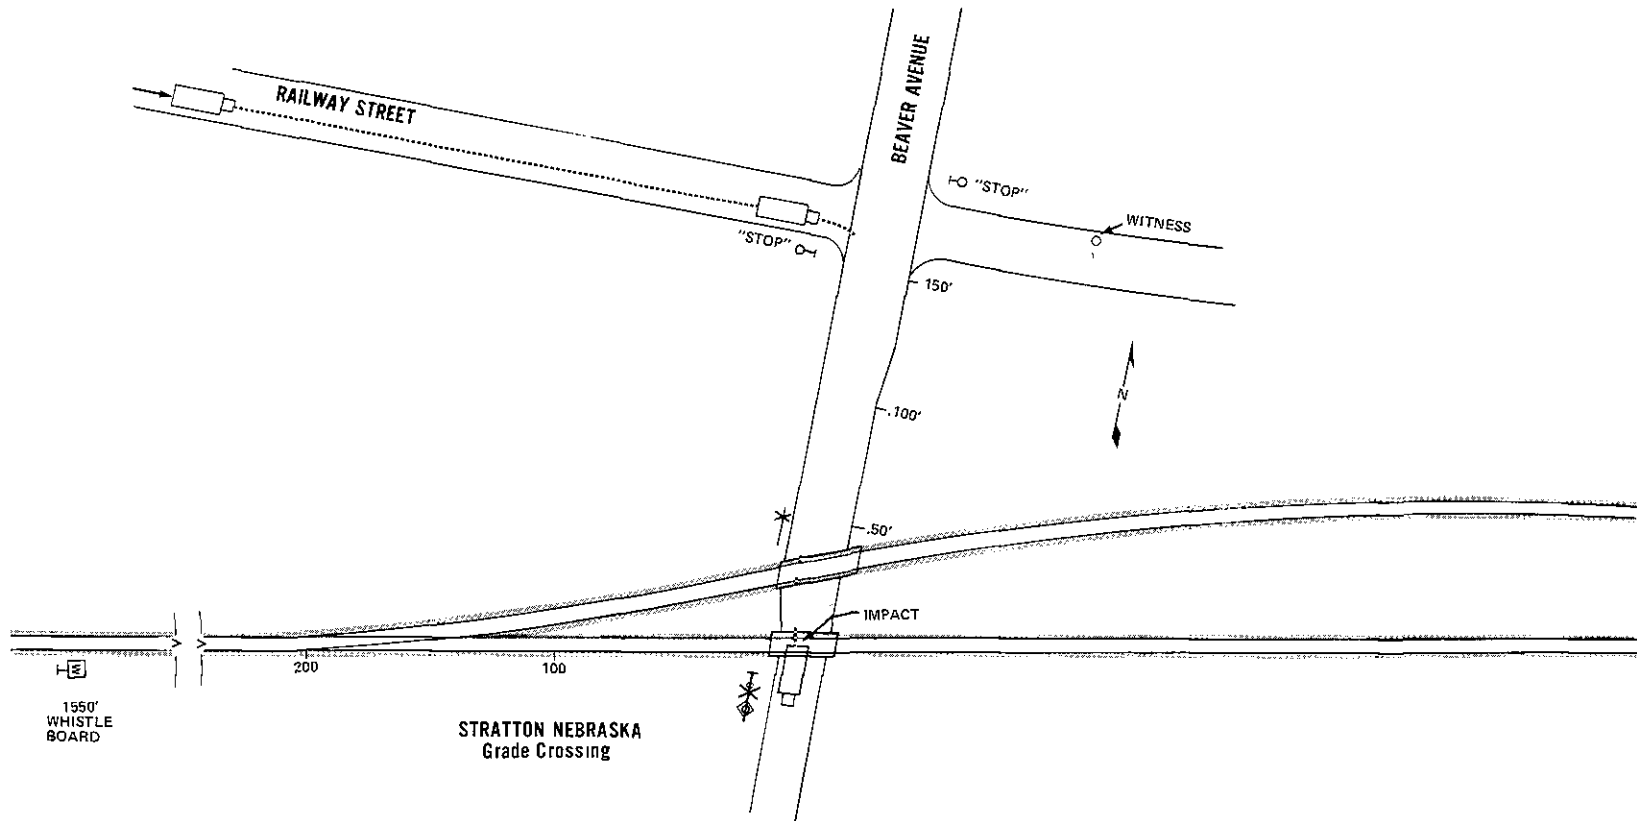 RAILWAY STREET
BEAVER AVENUE
"STOP"
"STOP"
WITNESS
150'
N
.100'
.50'
IMPACT
W
200
100
1550'
WHISTLE
BOARD
STRATTON NEBRASKA
Grade Crossing